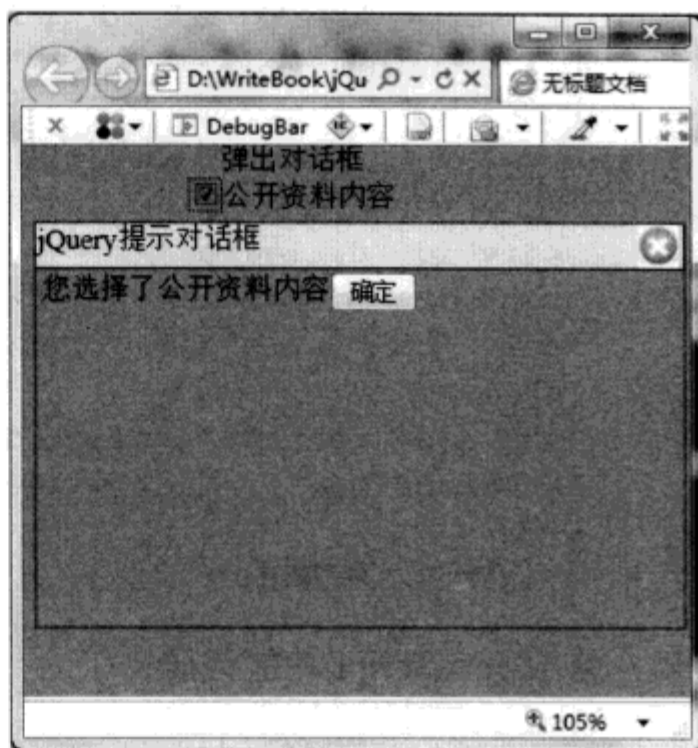 D:\WriteBook\jQu
无标题文档
DebugBar
弹出对话框
公开资料内容
jQuery提示对话框
您选择了公开资料内容 确定
105%